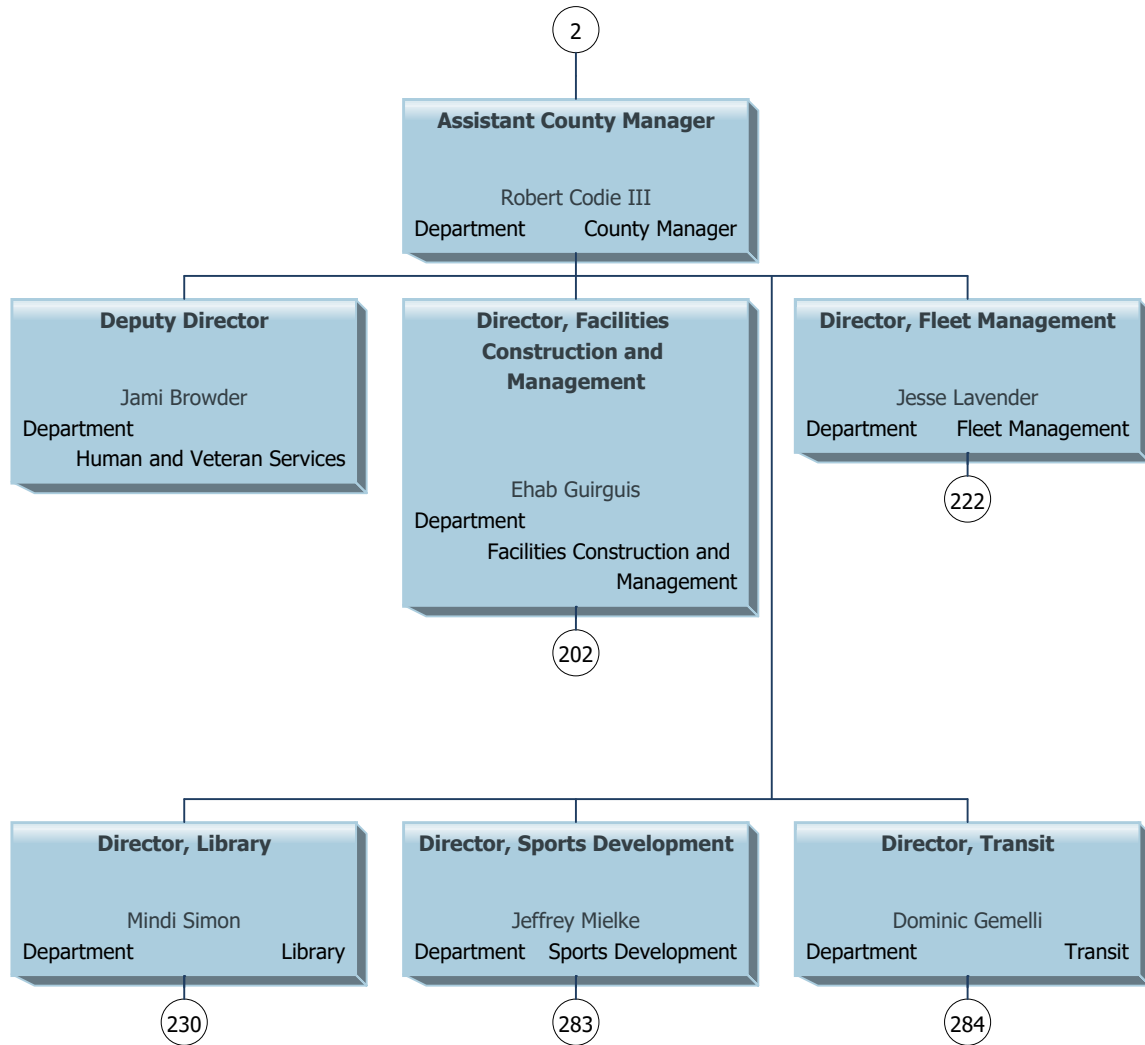 2
Assistant County Manager
Robert Codie III
Department County Manager
Deputy Director
Jami Browder
Department
Human and Veteran Services
Director, Facilities
Construction and
Management
Ehab Guirguis
Department
Facilities Construction and
Management
202
Director, Fleet Management
Jesse Lavender
Department Fleet Management
222
Director, Library
Mindi Simon
Department Library
230
Director, Sports Development
Jeffrey Mielke
Department Sports Development
283
Director, Transit
Dominic Gemelli
Department Transit
284